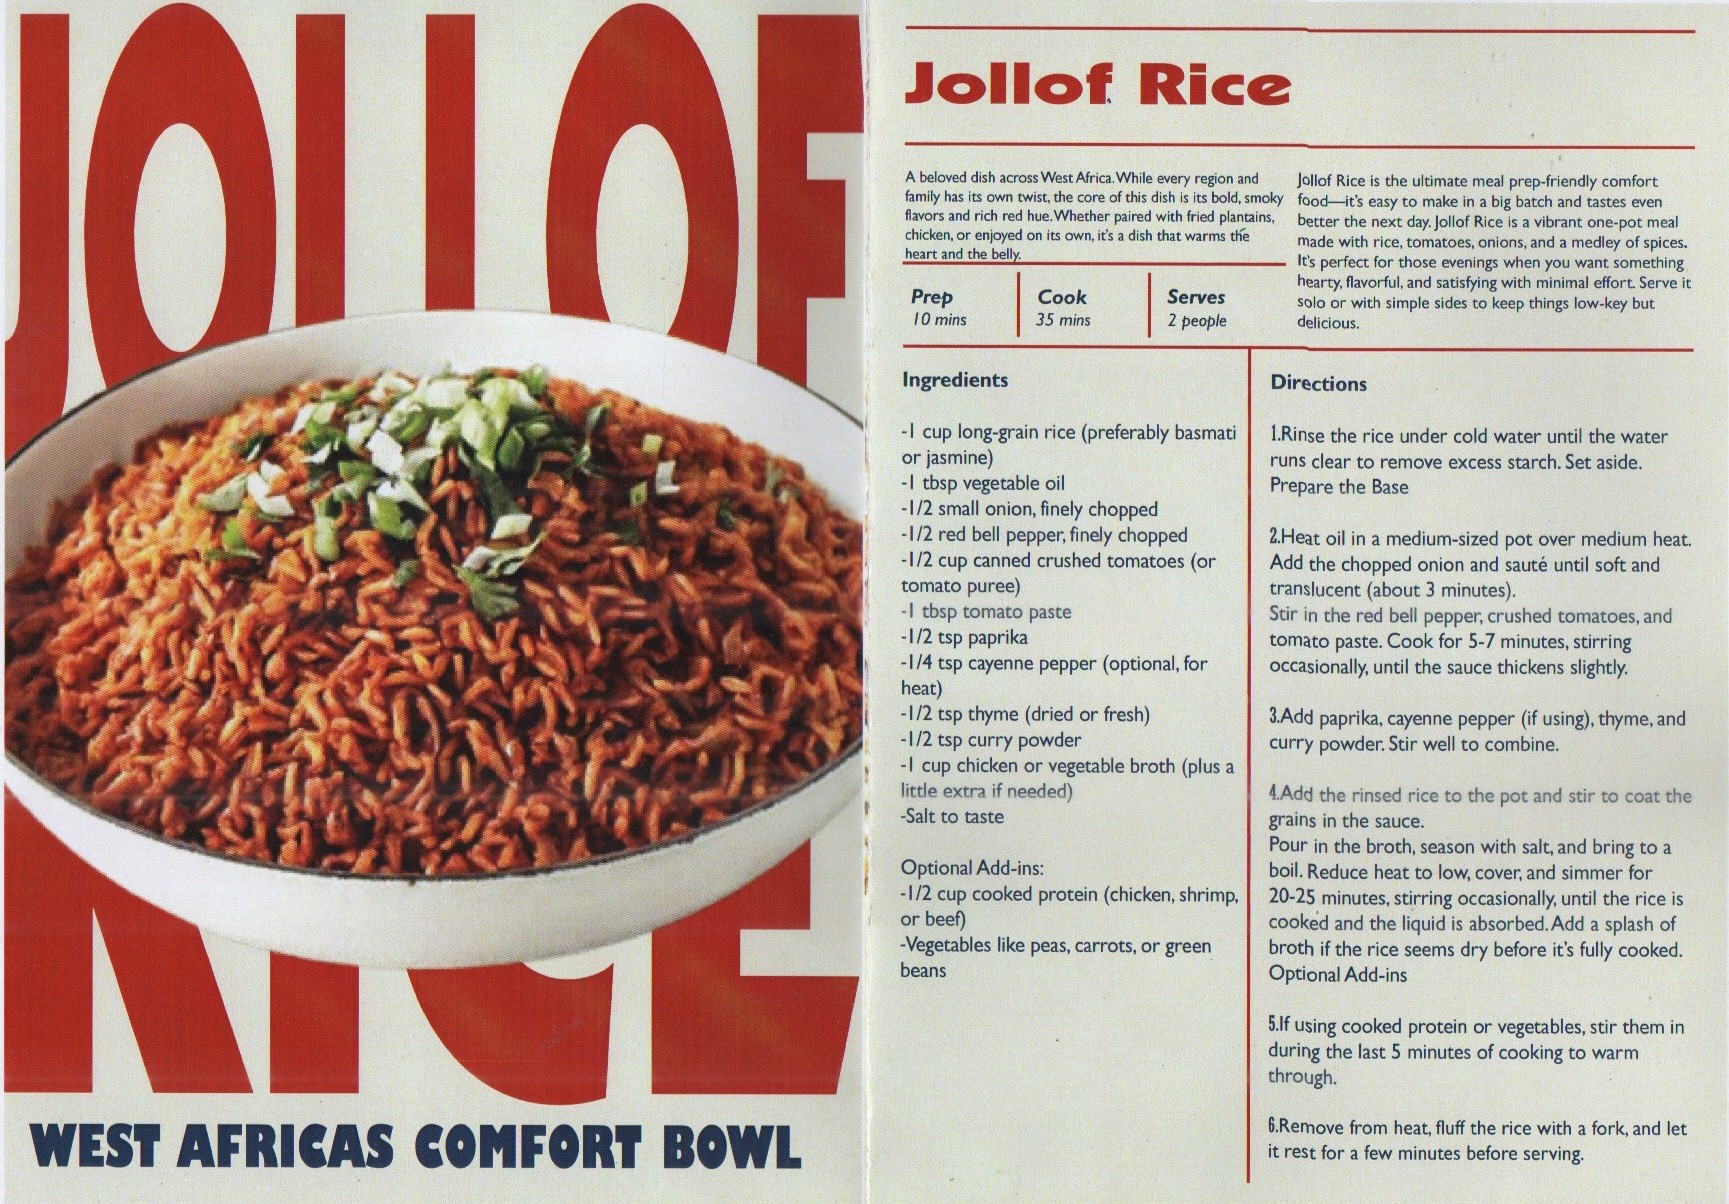 JOLLOF
RICE
WEST AFRICAS COMFORT BOWL
Jollof Rice
A beloved dish across West Africa. While every region and
family has its own twist, the core of this dish is its bold, smoky
flavors and rich red hue. Whether paired with fried plantains,
chicken, or enjoyed on its own, it's a dish that warms the
heart and the belly.
Jollof Rice is the ultimate meal prep-friendly comfort
food—it's easy to make in a big batch and tastes even
better the next day. Jollof Rice is a vibrant one-pot meal
made with rice, tomatoes, onions, and a medley of spices.
It's perfect for those evenings when you want something
hearty, flavorful, and satisfying with minimal effort. Serve it
solo or with simple sides to keep things low-key but
delicious.
Prep
10 mins
Cook
35 mins
Serves
2 people
Ingredients
-1 cup long-grain rice (preferably basmati
or jasmine)
-1 tbsp vegetable oil
-1/2 small onion, finely chopped
-1/2 red bell pepper, finely chopped
-1/2 cup canned crushed tomatoes (or
tomato puree)
-1 tbsp tomato paste
-1/2 tsp paprika
-1/4 tsp cayenne pepper (optional, for
heat)
-1/2 tsp thyme (dried or fresh)
-1/2 tsp curry powder
-1 cup chicken or vegetable broth (plus a
little extra if needed)
-Salt to taste
Optional Add-ins:
-1/2 cup cooked protein (chicken, shrimp,
or beef)
-Vegetables like peas, carrots, or green
beans
Directions
1.Rinse the rice under cold water until the water
runs clear to remove excess starch. Set aside.
Prepare the Base
2.Heat oil in a medium-sized pot over medium heat.
Add the chopped onion and sauté until soft and
translucent (about 3 minutes).
Stir in the red bell pepper, crushed tomatoes, and
tomato paste. Cook for 5-7 minutes, stirring
occasionally, until the sauce thickens slightly.
3.Add paprika, cayenne pepper (if using), thyme, and
curry powder. Stir well to combine.
4.Add the rinsed rice to the pot and stir to coat the
grains in the sauce.
Pour in the broth, season with salt, and bring to a
boil. Reduce heat to low, cover, and simmer for
20-25 minutes, stirring occasionally, until the rice is
cooked and the liquid is absorbed. Add a splash of
broth if the rice seems dry before it's fully cooked.
Optional Add-ins
5.If using cooked protein or vegetables, stir them in
during the last 5 minutes of cooking to warm
through.
6.Remove from heat, fluff the rice with a fork, and let
it rest for a few minutes before serving.